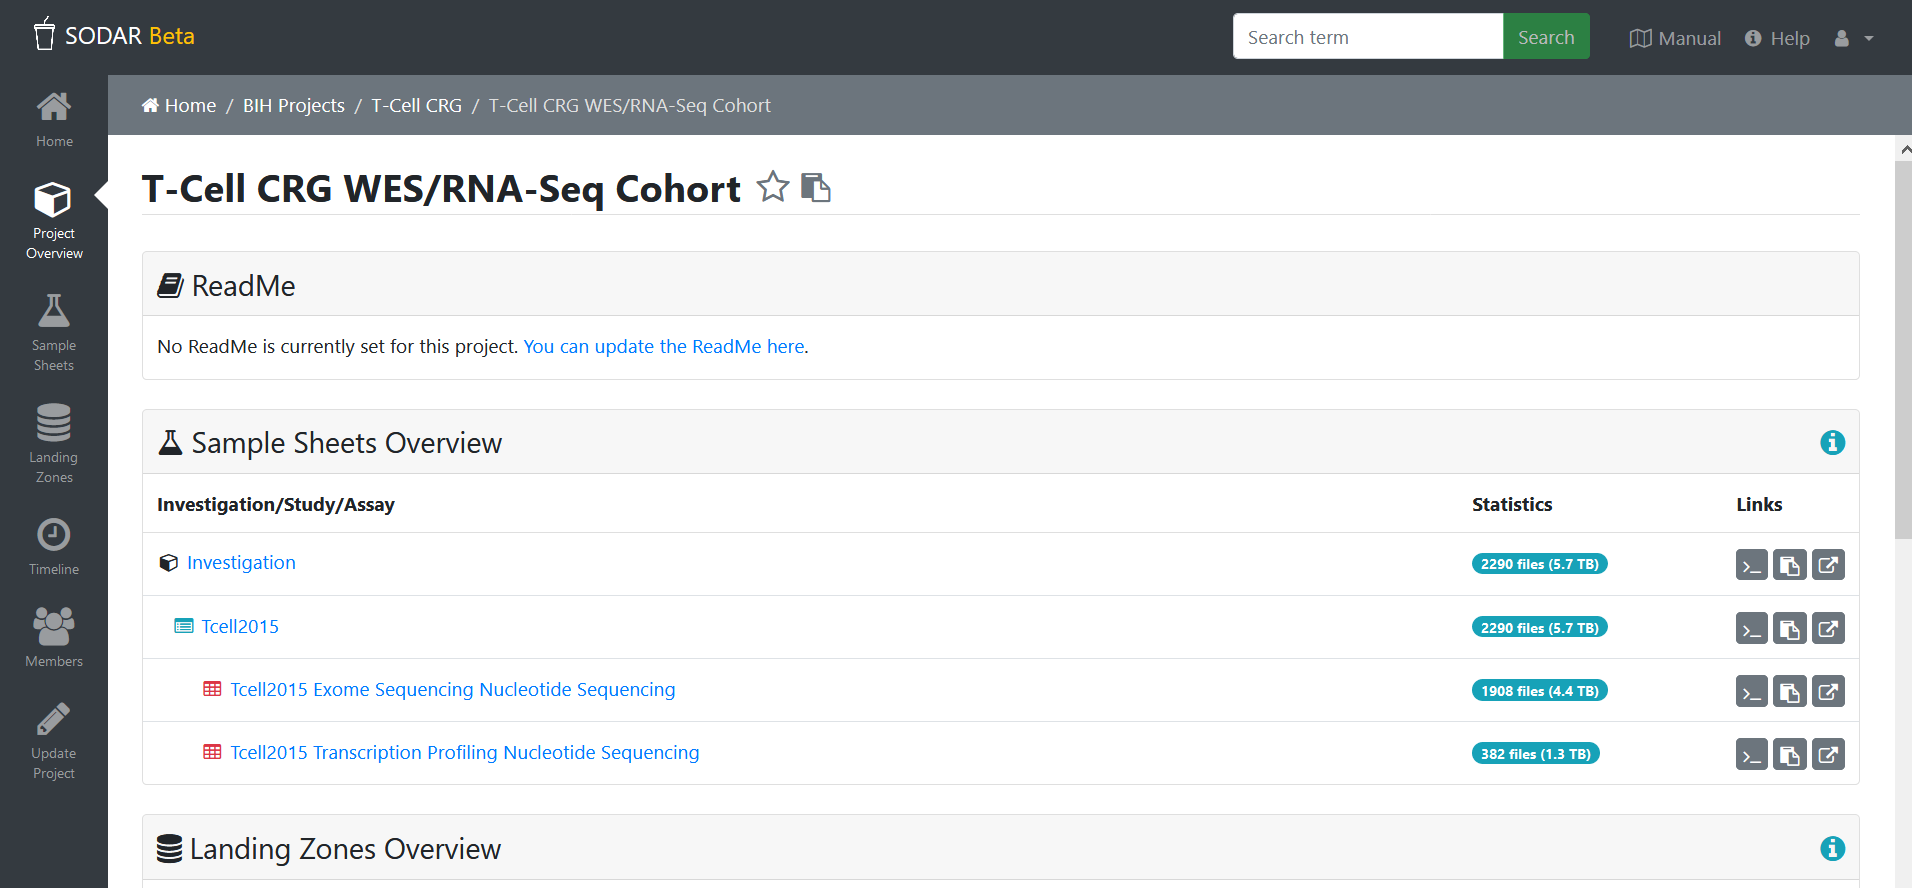 SODAR Beta
Search term
Search
Manual
Help
Home / BIH Projects / T-Cell CRG / T-Cell CRG WES/RNA-Seq Cohort
Home
Project
Overview
Sample
Sheets
Landing
Zones
Timeline
Members
Update
Project
T-Cell CRG WES/RNA-Seq Cohort
ReadMe
No ReadMe is currently set for this project. You can update the ReadMe here.
Sample Sheets Overview
Investigation/Study/Assay Statistics Links
Investigation 2290 files (5.7 TB)
Tcell2015 2290 files (5.7 TB)
Tcell2015 Exome Sequencing Nucleotide Sequencing 1908 files (4.4 TB)
Tcell2015 Transcription Profiling Nucleotide Sequencing 382 files (1.3 TB)
Landing Zones Overview